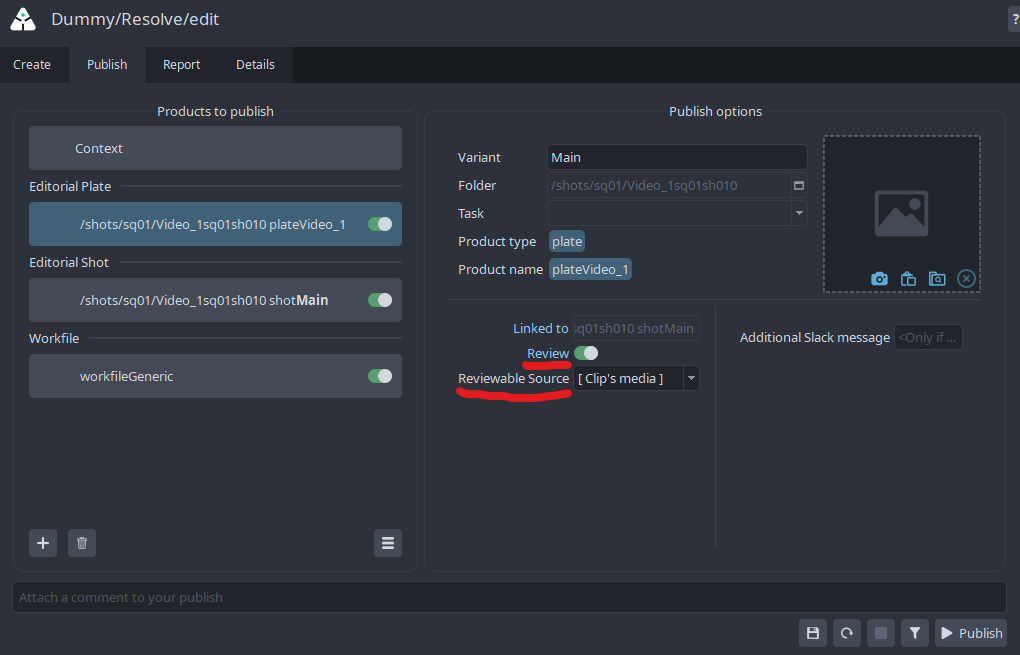 Dummy/Resolve/edit
?
Create Publish Report Details
Products to publish
Context
Editorial Plate
/shots/sq01/Video_1sq01sh010 plateVideo_1
Editorial Shot
/shots/sq01/Video_1sq01sh010 shotMain
Workfile
workfileGeneric
Publish options
Variant Main
Folder /shots/sq01/Video_1sq01sh010
Task
Product type plate
Product name plateVideo_1
Linked to sq01sh010 shotMain
Review
Reviewable Source [ Clip's media ]
Additional Slack message <Only if ...
Attach a comment to your publish
Publish